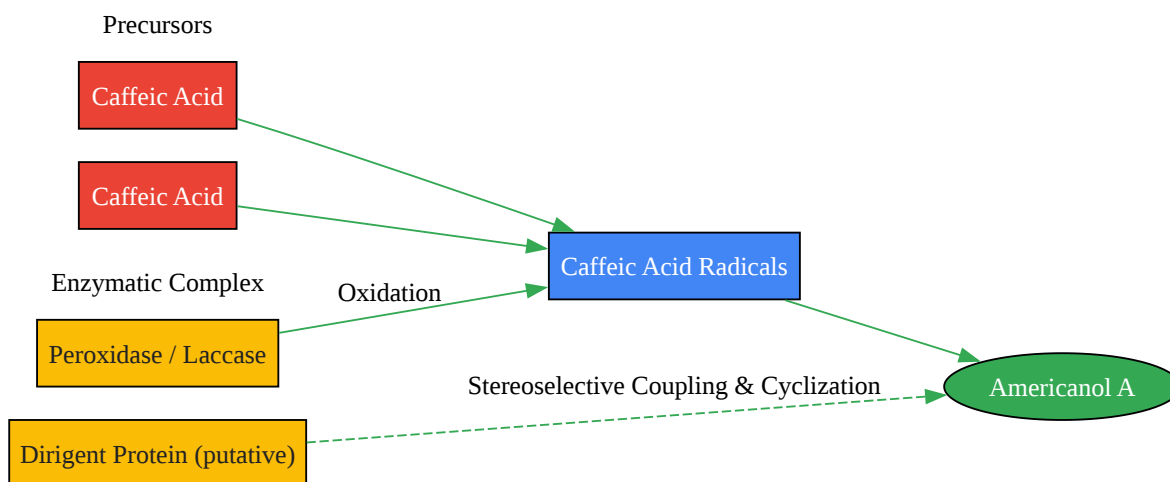 Precursors
Caffeic Acid
Caffeic Acid
Enzymatic Complex
Oxidation
Caffeic Acid Radicals
Peroxidase / Laccase
Stereoselective Coupling & Cyclization
Americanol A
Dirigent Protein (putative)